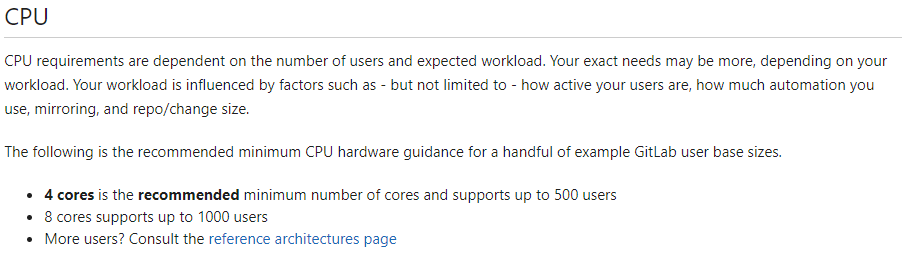 CPU
CPU requirements are dependent on the number of users and expected workload. Your exact needs may be more, depending on your
workload. Your workload is influenced by factors such as - but not limited to - how active your users are, how much automation you
use, mirroring, and repo/change size.
The following is the recommended minimum CPU hardware guidance for a handful of example GitLab user base sizes.
• 4 cores is the recommended minimum number of cores and supports up to 500 users
• 8 cores supports up to 1000 users
• More users? Consult the reference architectures page